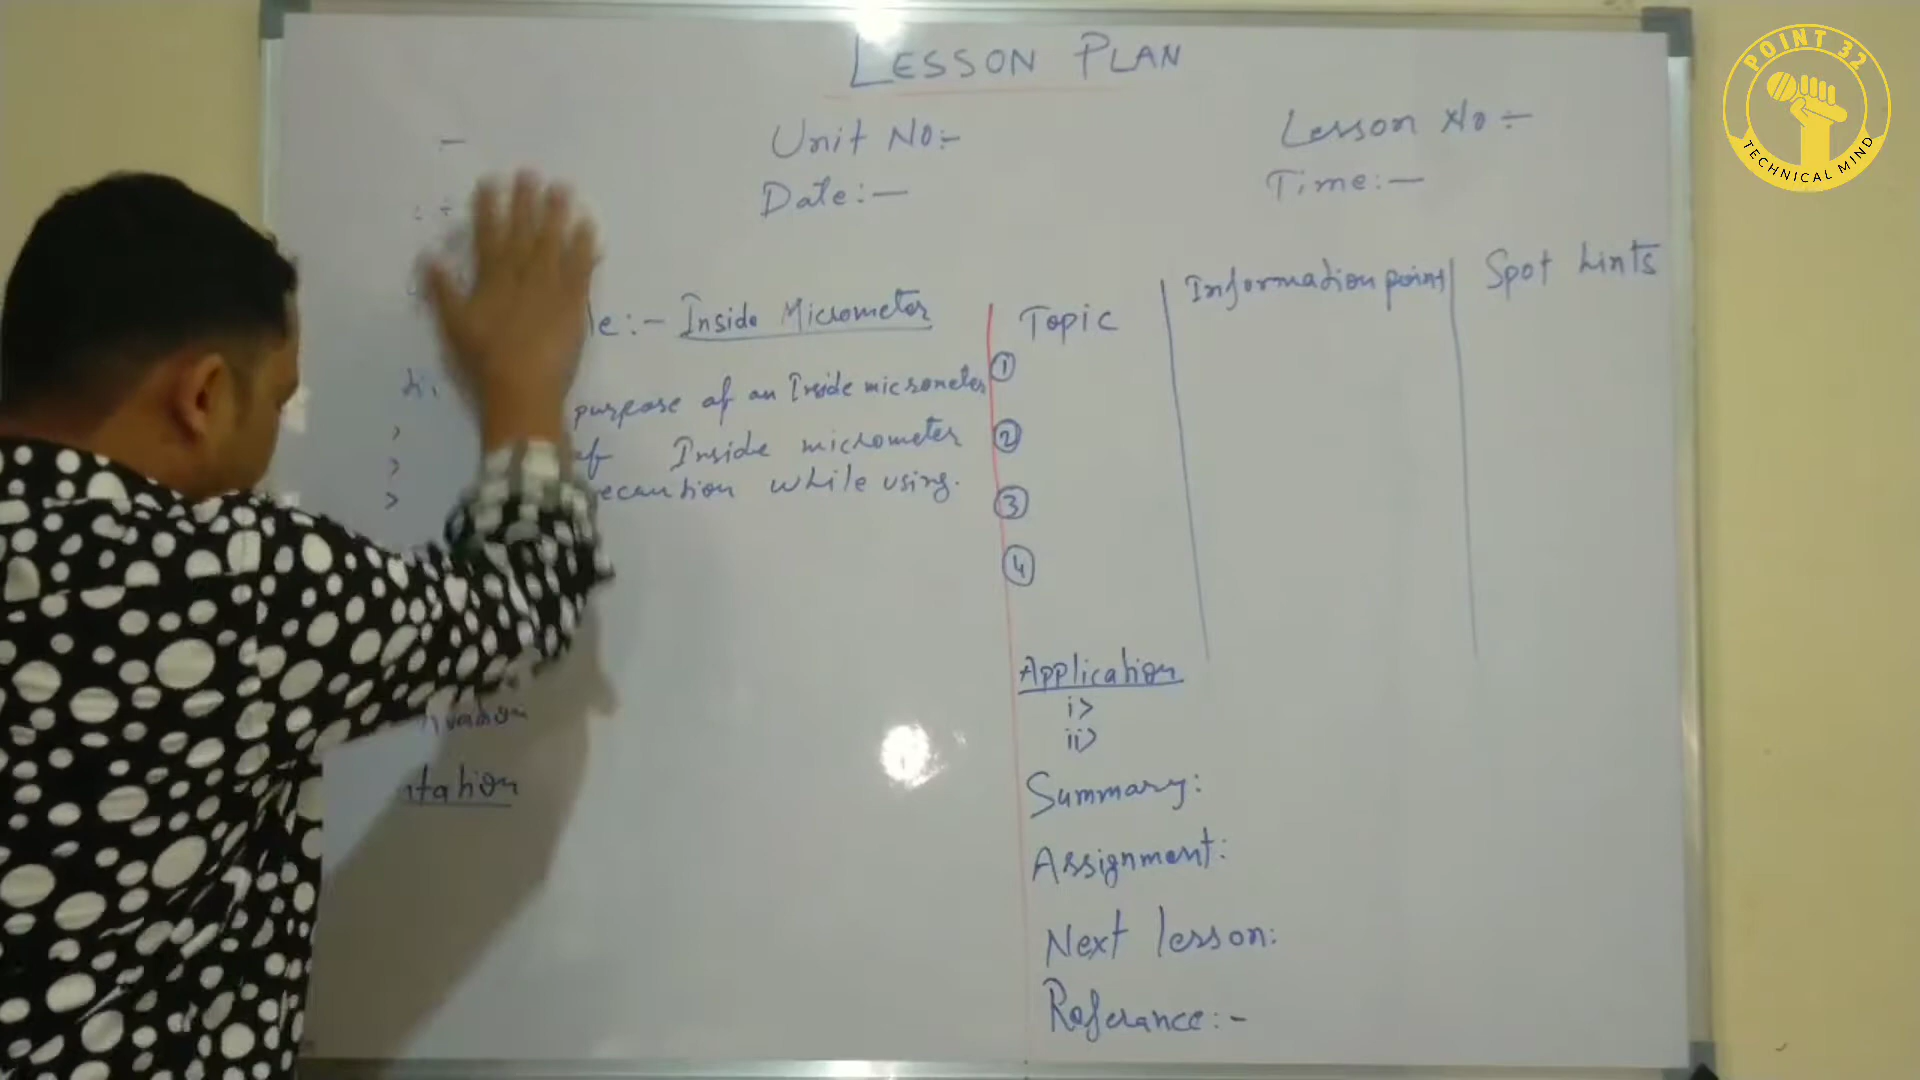 LESSON PLAN
Unit No:-
Lesson No:-
Date:-
Time:-
Inside Micrometer
purpose of an Inside micrometer
of Inside micrometer
while using.
Topic
Information point
Spot hints
1
2
3
4
Application
i>
ii>
Summary:
Assignment:
Next lesson:
Referance:-
POINT 32
TECHNICAL MIND